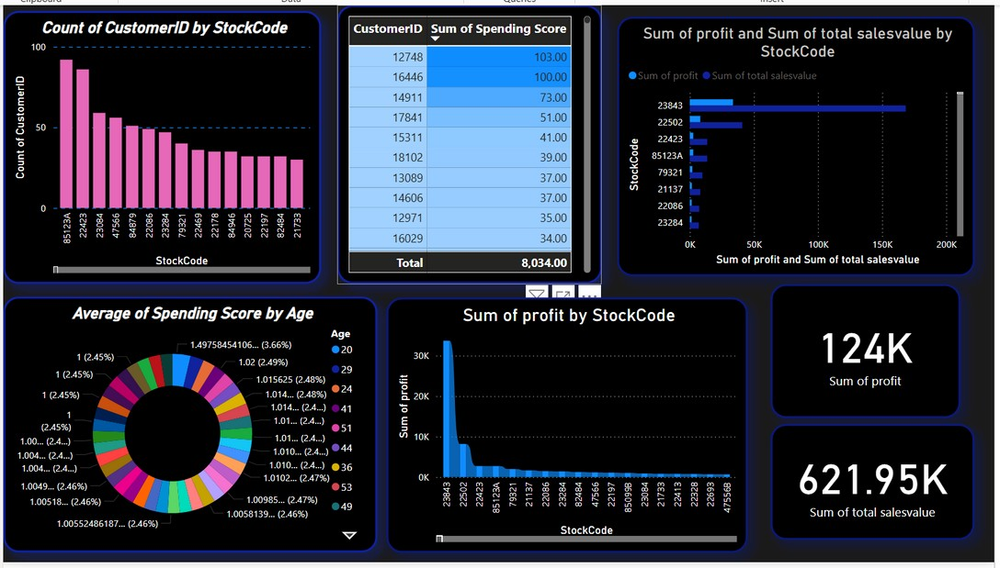 Clipboard
Data
Queries
Insert
Count of CustomerID by StockCode
100
50
0
Count of CustomerID
85123A
22423
23084
47566
84879
22086
23284
79321
22469
22178
84946
20725
22197
82484
21733
StockCode
CustomerID Sum of Spending Score
12748 103.00
16446 100.00
14911 73.00
17841 51.00
15311 41.00
18102 39.00
13089 37.00
14606 37.00
12971 35.00
16029 34.00
Total 8,034.00
Sum of profit and Sum of total salesvalue by
StockCode
Sum of profit Sum of total salesvalue
StockCode
23843
22502
22423
85123A
79321
21137
22086
23284
0K 50K 100K 150K 200K
Sum of profit and Sum of total salesvalue
Average of Spending Score by Age
1.49758454106... (3.66%)
1.02 (2.49%)
1.015625 (2.48%)
1.014... (2.48%)
1.014... (2.4...)
1.01... (2.4...)
1.01... (2.4...)
1.010... (2.4...)
1.010... (2.4...)
1.0102... (2.47%)
1.00985... (2.47%)
1.0058139... (2.46%)
1.00552486187... (2.46%)
1.00518... (2.46%)
1.0049... (2.46%)
1.004... (2.4...)
1.004... (2.4...)
1.00... (2.4...)
1
(2.45%)
1 (2.45%)
1 (2.45%)
1 (2.45%)
Age
20
29
24
41
51
44
36
53
49
Sum of profit by StockCode
30K
20K
10K
0K
Sum of profit
23843
22502
22423
85123A
79321
21137
22086
23284
82484
47566
22197
85099B
23084
21733
22413
22328
22693
47556B
StockCode
124K
Sum of profit
621.95K
Sum of total salesvalue